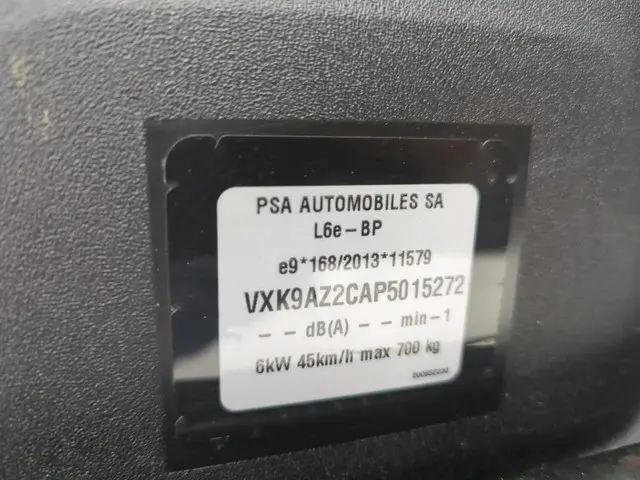 PSA AUTOMOBILES SA
L6e-BP
e9*168/2013*11579
VXK9AZ2CAP5015272
-- dB(A) -- min-1
6kW 45km/h max 700 kg